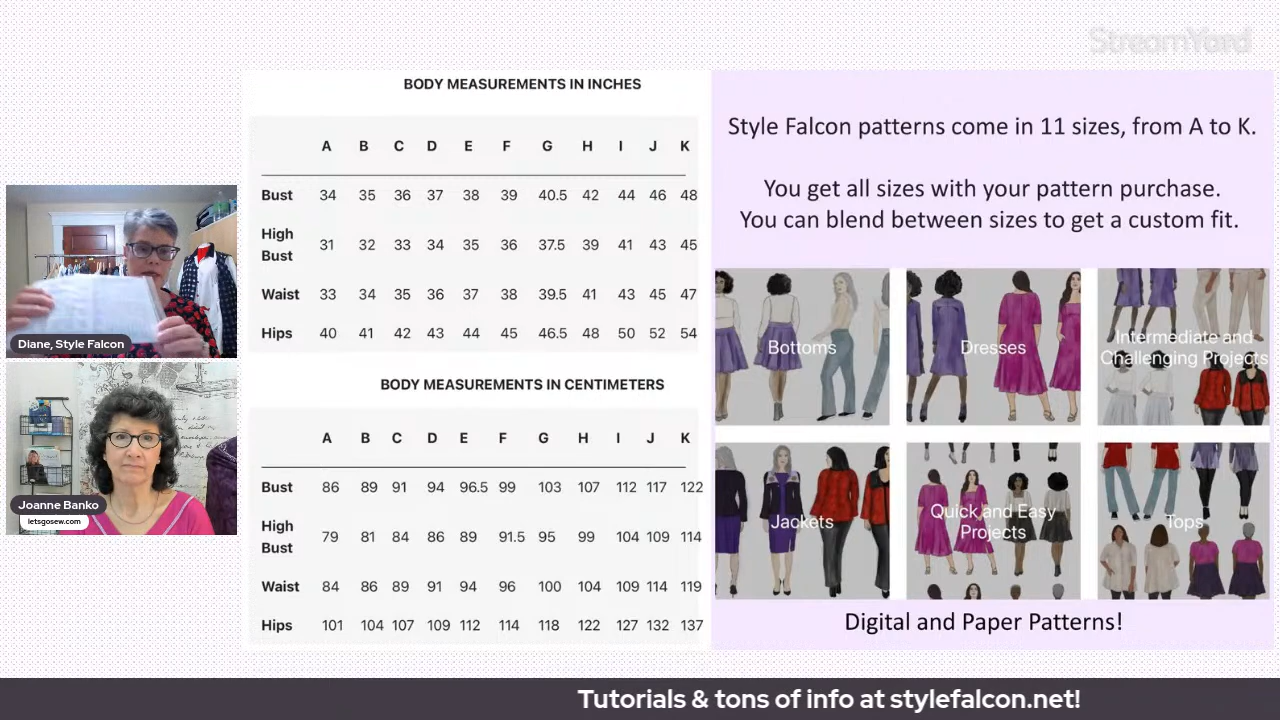 StreamYard
BODY MEASUREMENTS IN INCHES
A B C D E F G H I J K
Bust 34 35 36 37 38 39 40.5 42 44 46 48
High
Bust 31 32 33 34 35 36 37.5 39 41 43 45
Waist 33 34 35 36 37 38 39.5 41 43 45 47
Hips 40 41 42 43 44 45 46.5 48 50 52 54
BODY MEASUREMENTS IN CENTIMETERS
A B C D E F G H I J K
Bust 86 89 91 94 96.5 99 103 107 112 117 122
High
Bust 79 81 84 86 89 91.5 95 99 104 109 114
Waist 84 86 89 91 94 96 100 104 109 114 119
Hips 101 104 107 109 112 114 118 122 127 132 137
Style Falcon patterns come in 11 sizes, from A to K.
You get all sizes with your pattern purchase.
You can blend between sizes to get a custom fit.
Bottoms
Dresses
Intermediate and
Challenging Projects
Jackets
Quick and Easy
Projects
Tops
Digital and Paper Patterns!
Diane, Style Falcon
Joanne Banko
letsgosew.com
Tutorials & tons of info at stylefalcon.net!